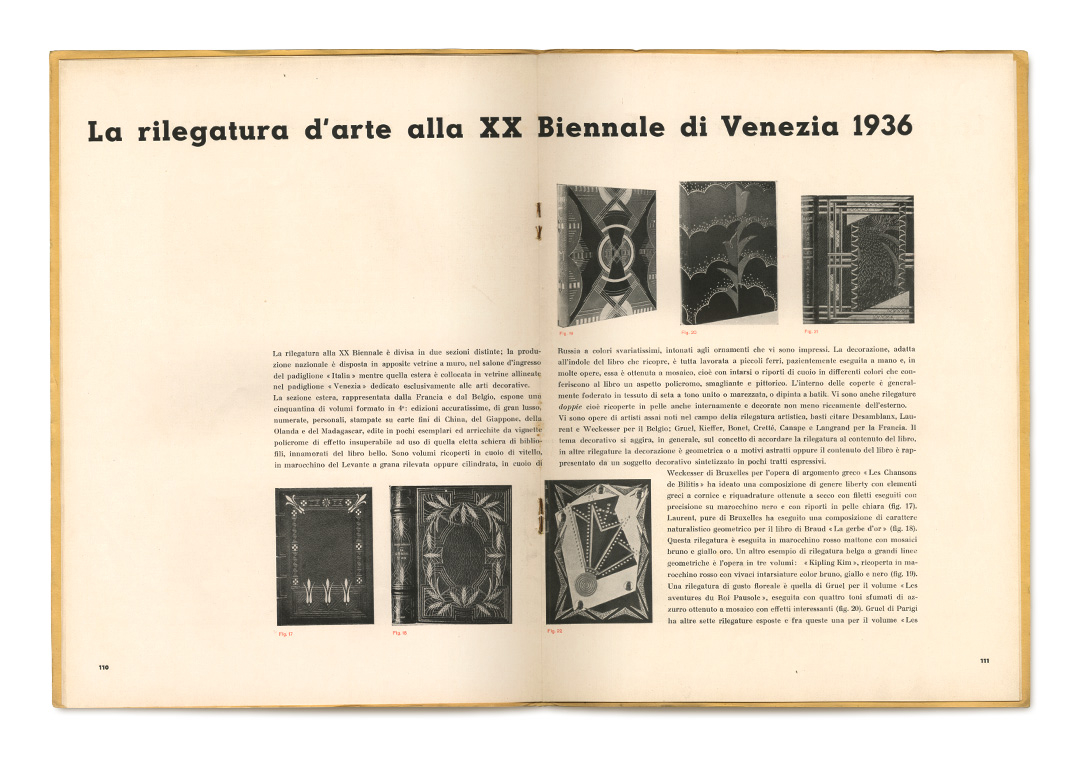 La rilegatura d'arte alla XX Biennale di Venezia 1936
Fig. 19
Fig. 20
Fig. 21
La rilegatura alla XX Biennale è divisa in due sezioni distinte; la produ-
zione nazionale è disposta in apposite vetrine a muro, nel salone d'ingresso
del padiglione «Italia» mentre quella estera è collocata in vetrine allineate
nel padiglione «Venezia» dedicato esclusivamente alle arti decorative.
La sezione estera, rappresentata dalla Francia e dal Belgio, espone una
cinquantina di volumi formato in 4°: edizioni accuratissime, di gran lusso,
numerate, personali, stampate su carte fini di China, del Giappone, della
Olanda e del Madagascar, edite in pochi esemplari ed arricchite da vignette
policrome di effetto insuperabile ad uso di quella eletta schiera di biblio-
fili, innamorati del libro bello. Sono volumi ricoperti in cuoio di vitello,
in marocchino del Levante a grana rilevata oppure cilindrata, in cuoio di
Fig. 17
Fig. 18
110
Russia a colori svariatissimi, intonati agli ornamenti che vi sono impressi. La decorazione, adatta
all'indole del libro che ricopre, è tutta lavorata a piccoli ferri, pazientemente eseguita a mano e, in
molte opere, essa è ottenuta a mosaico, cioè con intarsi o riporti di cuoio in differenti colori che con-
feriscono al libro un aspetto policromo, smagliante e pittorico. L'interno delle coperte è general-
mente foderato in tessuto di seta a tono unito o marezzata, o dipinta a batik. Vi sono anche rilegature
doppie cioè ricoperte in pelle anche internamente e decorate non meno riccamente dell'esterno.
Vi sono opere di artisti assai noti nel campo della rilegatura artistica, basti citare Desamblaux, Lau-
rent e Weckesser per il Belgio; Gruel, Kieffer, Bonet, Cretté, Canape e Langrand per la Francia. Il
tema decorativo si aggira, in generale, sul concetto di accordare la rilegatura al contenuto del libro,
in altre rilegature la decorazione è geometrica o a motivi astratti oppure il contenuto del libro è rap-
presentato da un soggetto decorativo sintetizzato in pochi tratti espressivi.
Weckesser di Bruxelles per l'opera di argomento greco «Les Chansons
de Bilitis» ha ideato una composizione di genere liberty con elementi
greci a cornice e riquadrature ottenute a secco con filetti eseguiti con
precisione su marocchino nero e con riporti in pelle chiara (fig. 17).
Laurent, pure di Bruxelles ha eseguito una composizione di carattere
naturalistico geometrico per il libro di Braud «La gerbe d'or» (fig. 18).
Questa rilegatura è eseguita in marocchino rosso mattone con mosaici
bruno e giallo oro. Un altro esempio di rilegatura belga a grandi linee
geometriche è l'opera in tre volumi: «Kipling Kim», ricoperta in ma-
rocchino rosso con vivaci intarsiature color bruno, giallo e nero (fig. 19).
Una rilegatura di gusto floreale è quella di Gruel per il volume «Les
aventures du Roi Pausole», eseguita con quattro toni sfumati di az-
zurro ottenuto a mosaico con effetti interessanti (fig. 20). Gruel di Parigi
ha altre sette rilegature esposte e fra queste una per il volume «Les
111